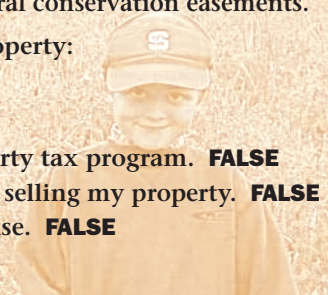 ral conservation easements.
operty:
S
rty tax program. FALSE
selling my property. FALSE
se. FALSE